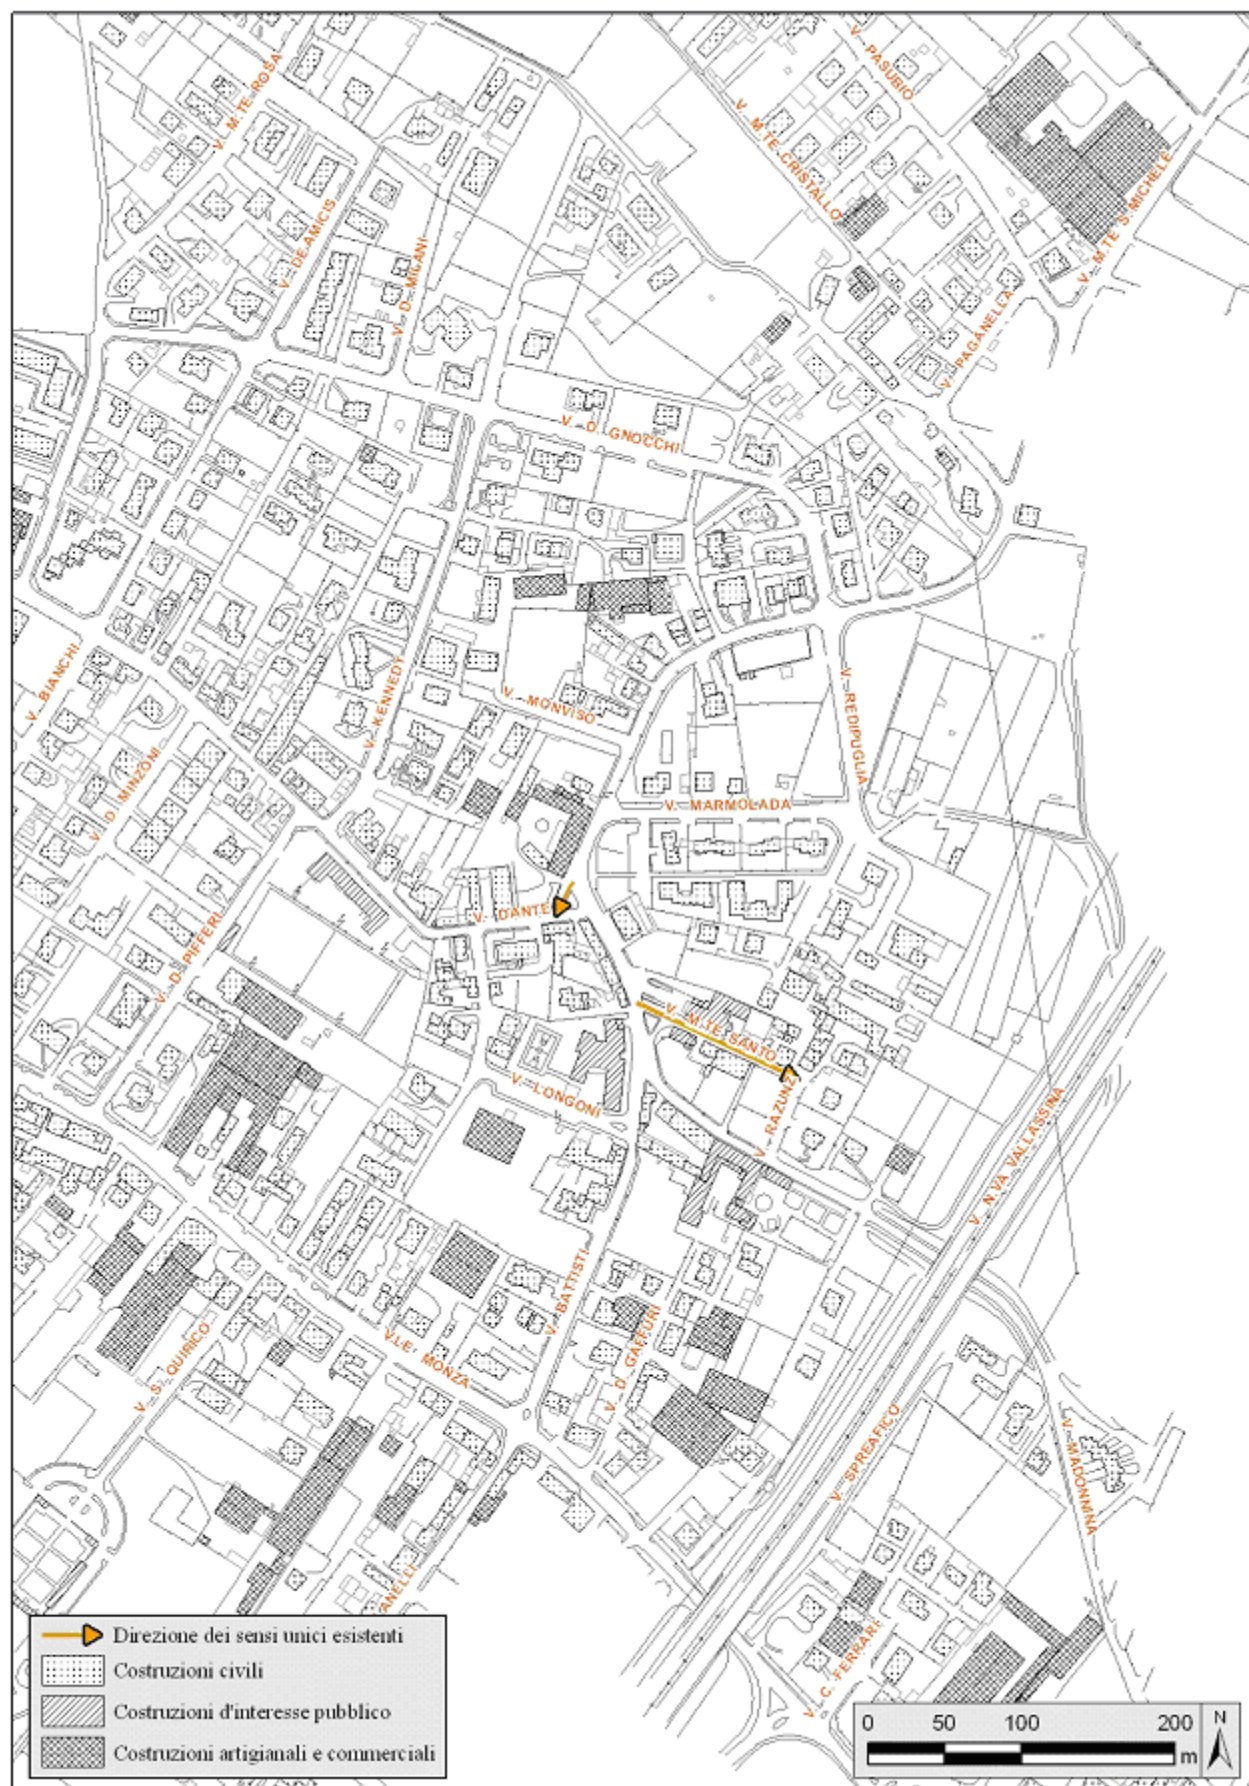 V. PASUBIO
V. M.TE ROSA
V. M.TE CRISTALLO
V. M.TE S. MICHELE
V. DE AMICIS
V. D. MILANI
V. PAGANELLA
V. D. GNOCCHI
V. BIANCHI
V. KENNEDY
V. MONVISO
V. REDIPUGLIA
V. D. MINZONI
V. MARMOLADA
V. DANTE
V. D. PIFFERI
V. M.TE SANTO
V. LONGONI
V. RAZUNZ
V. N.VA VALLASSINA
V. BATTISTI
V. S. QUIRICO
V.LE MONZA
V. D. GAFFURI
V. SPREAFICO
V. MADONNINA
ANELLI
V. C. FERRARI
Direzione dei sensi unici esistenti
Costruzioni civili
Costruzioni d'interesse pubblico
Costruzioni artigianali e commerciali
0 50 100 200 m
N